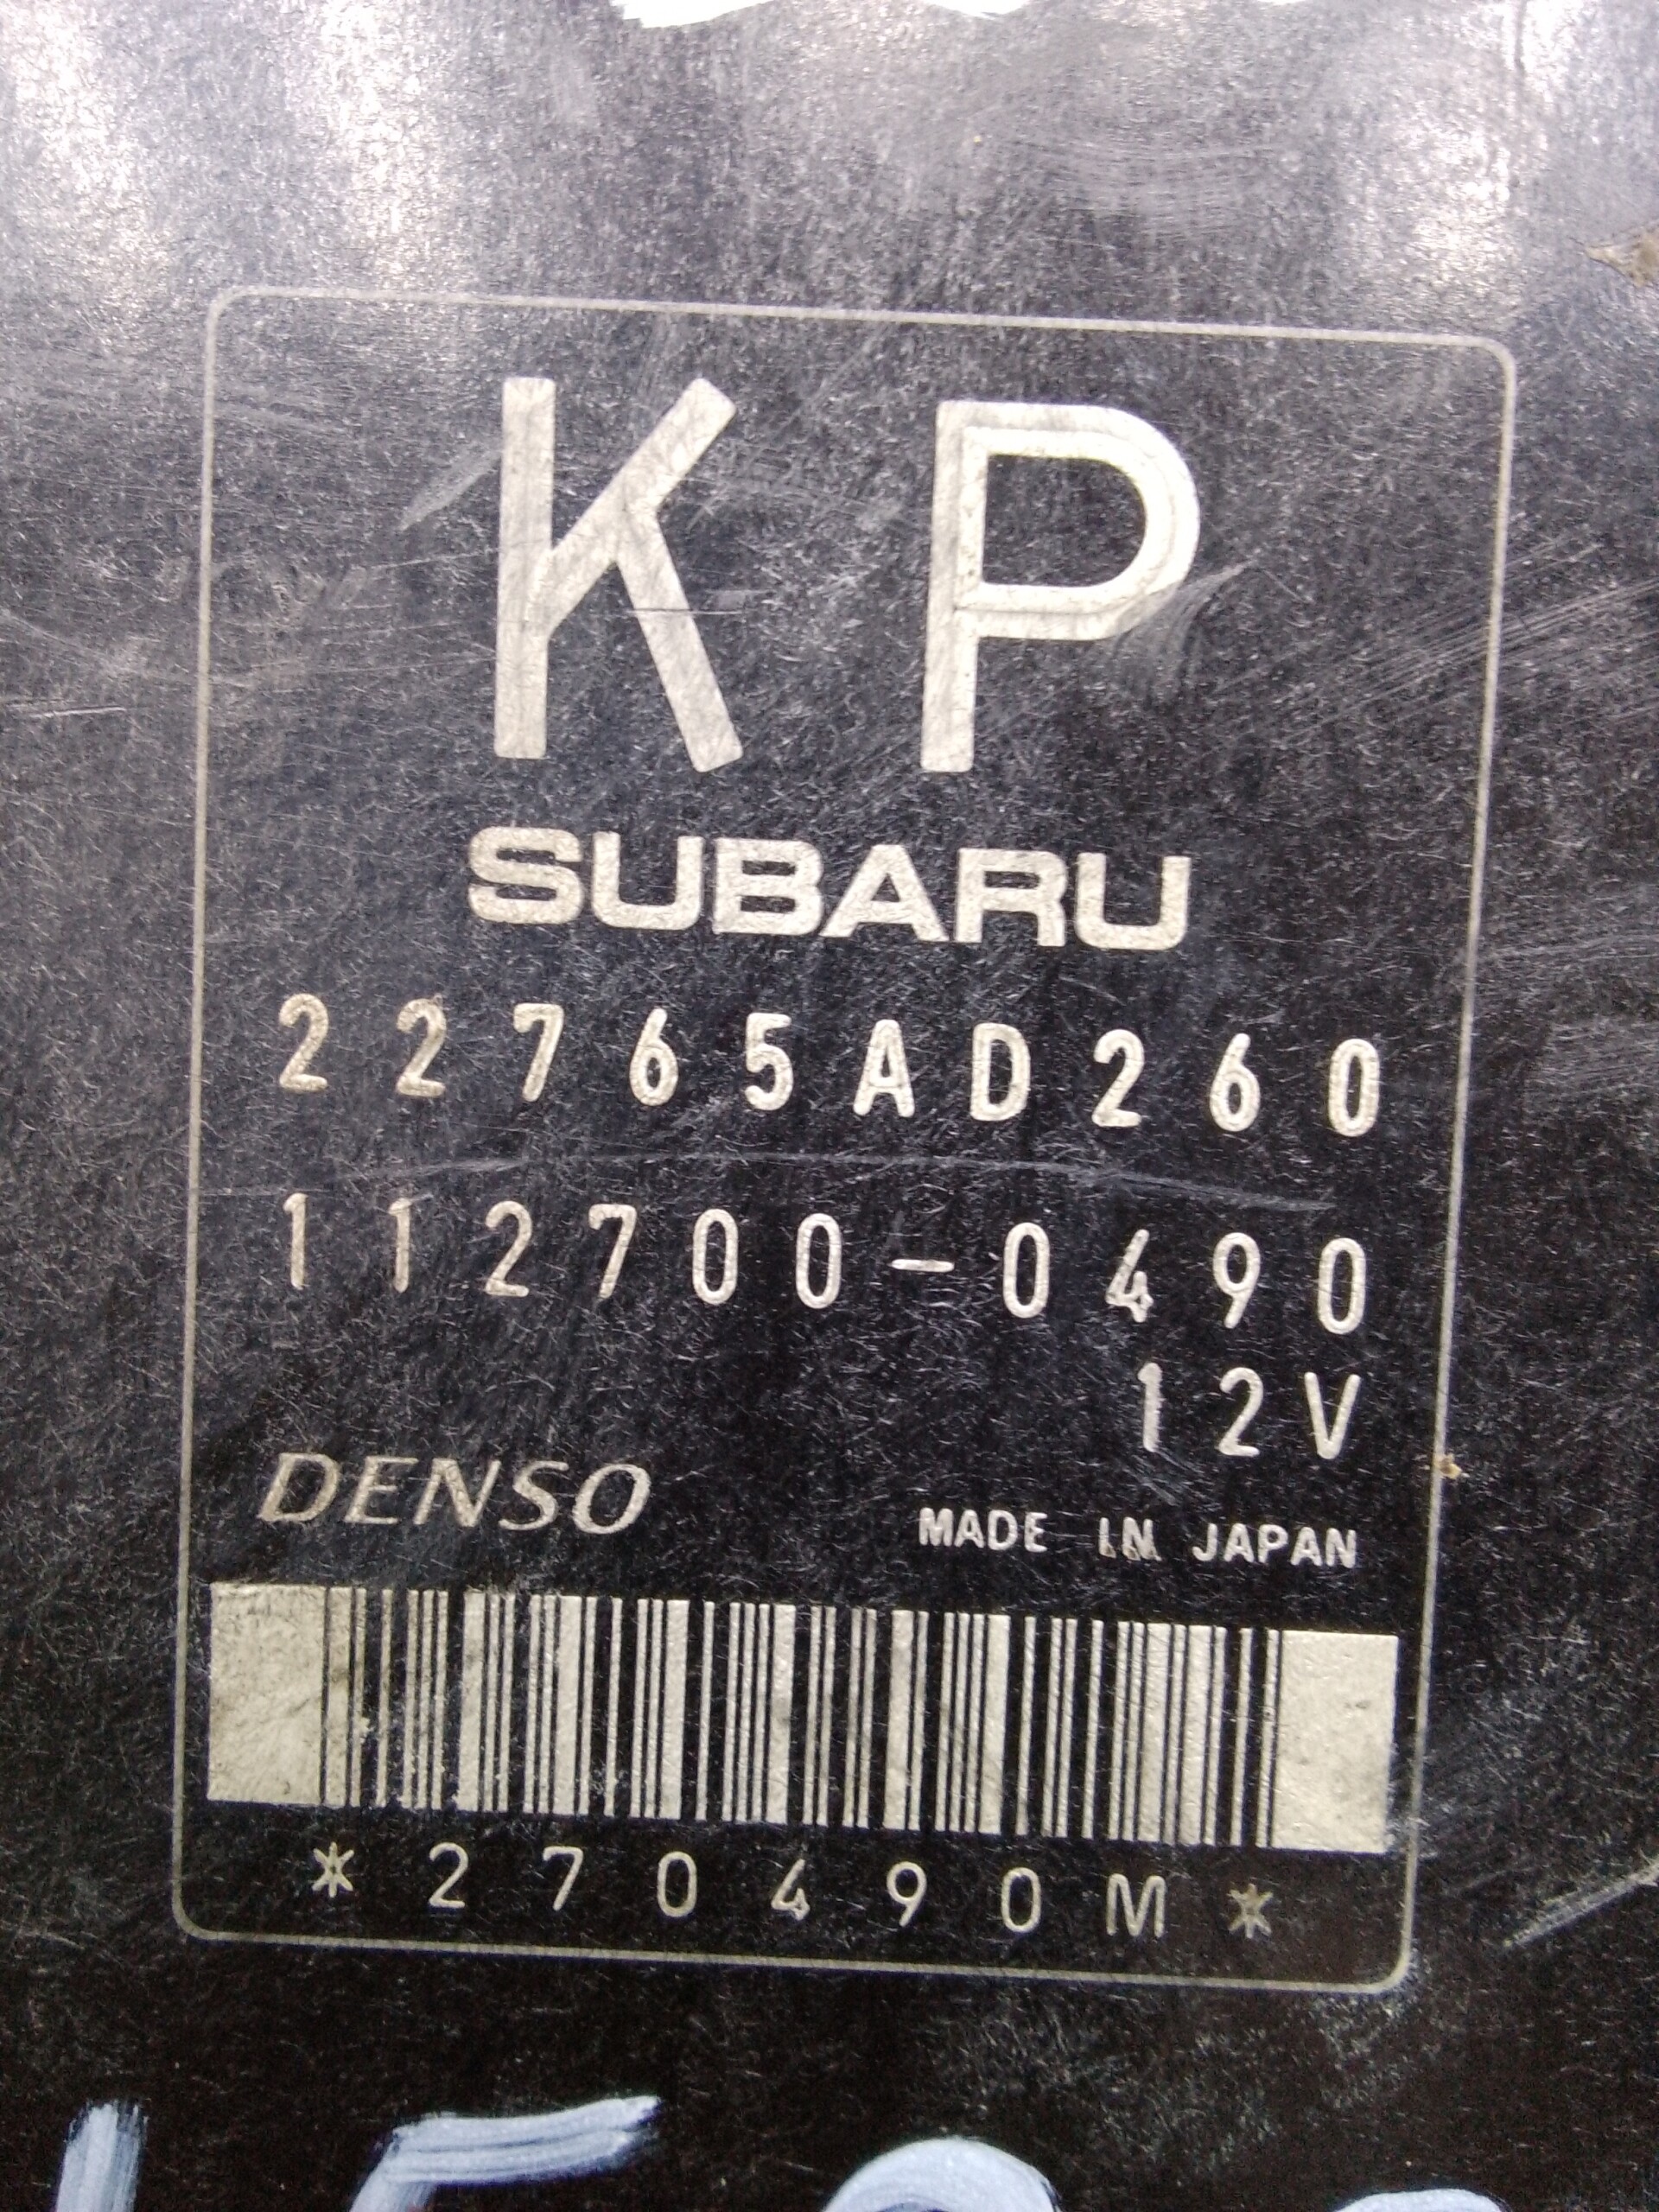 KP
SUBARU
22765AD260
112700-0490
12V
DENSO
MADE IN JAPAN
*270490M*